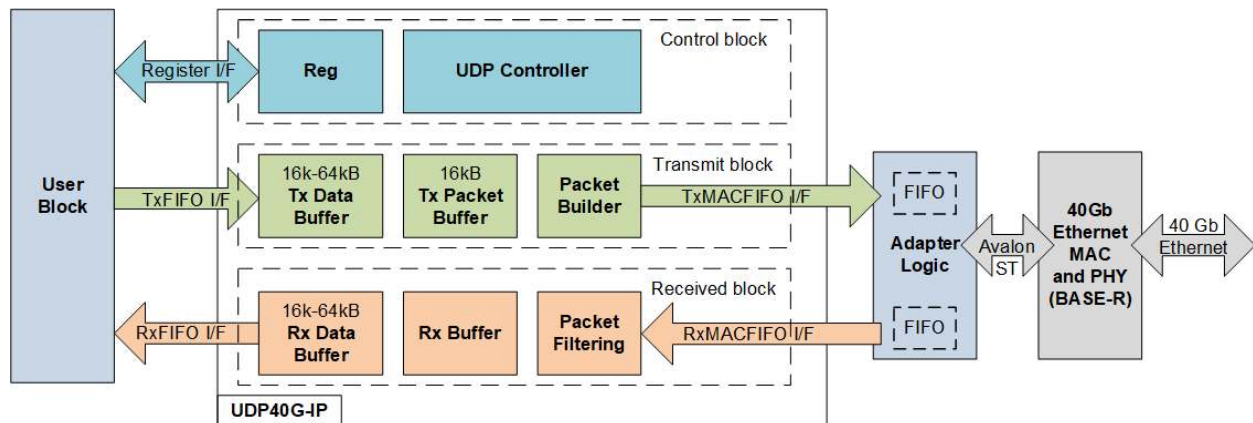 Control block
Register I/F
Reg
UDP Controller
User
Block
Transmit block
TxFIFO I/F
16k-64kB
Tx Data
Buffer
16kB
Tx Packet
Buffer
Packet
Builder
TxMACFIFO I/F
FIFO
Adapter
Logic
FIFO
Avalon
ST
40Gb
Ethernet
MAC
and PHY
(BASE-R)
40 Gb
Ethernet
Received block
RxFIFO I/F
16k-64kB
Rx Data
Buffer
Rx Buffer
Packet
Filtering
RxMACFIFO I/F
UDP40G-IP